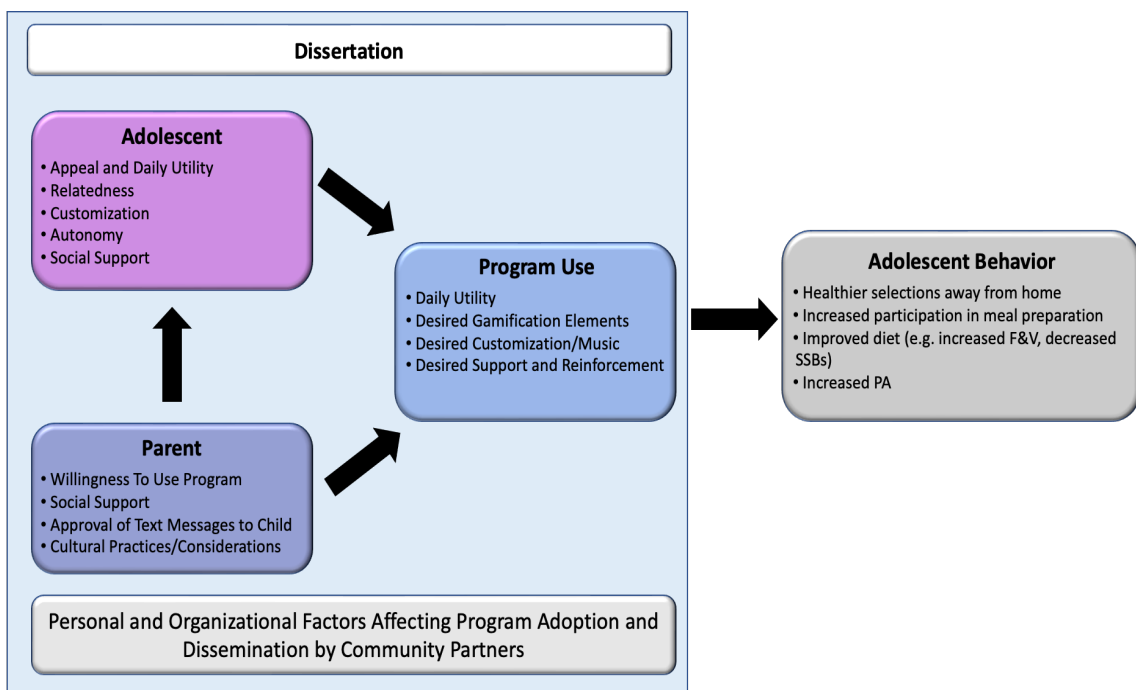 Dissertation
Adolescent
• Appeal and Daily Utility
• Relatedness
• Customization
• Autonomy
• Social Support
Program Use
• Daily Utility
• Desired Gamification Elements
• Desired Customization/Music
• Desired Support and Reinforcement
Adolescent Behavior
• Healthier selections away from home
• Increased participation in meal preparation
• Improved diet (e.g. increased F&V, decreased
SSBs)
• Increased PA
Parent
• Willingness To Use Program
• Social Support
• Approval of Text Messages to Child
• Cultural Practices/Considerations
Personal and Organizational Factors Affecting Program Adoption and
Dissemination by Community Partners